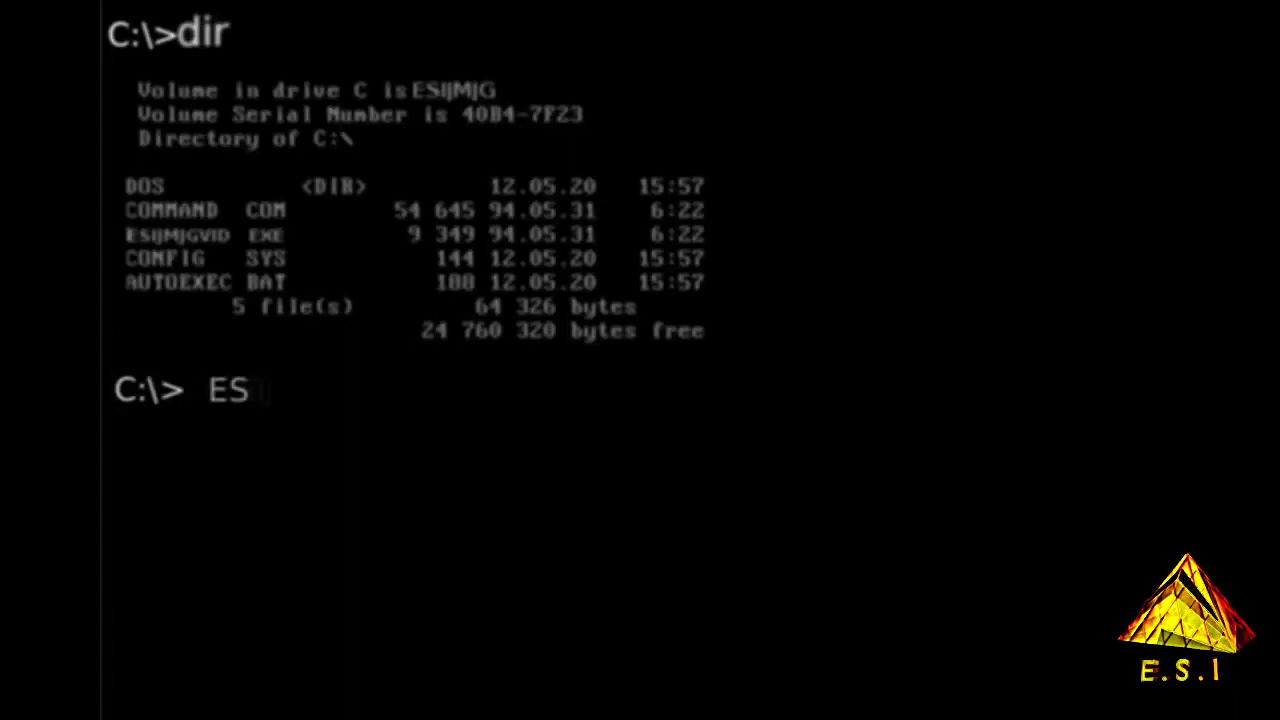 C:\>dir
Volume in drive C is ESIJMJG
Volume Serial Number is 40B4-7F23
Directory of C:\
DOS <DIR> 12.05.20 15:57
COMMAND COM 54 645 94.05.31 6:22
ESIJMJGVID EXE 9 349 94.05.31 6:22
CONFIG SYS 144 12.05.20 15:57
AUTOEXEC BAT 188 12.05.20 15:57
5 file(s) 64 326 bytes
24 760 320 bytes free
C:\> ES
E.S.I